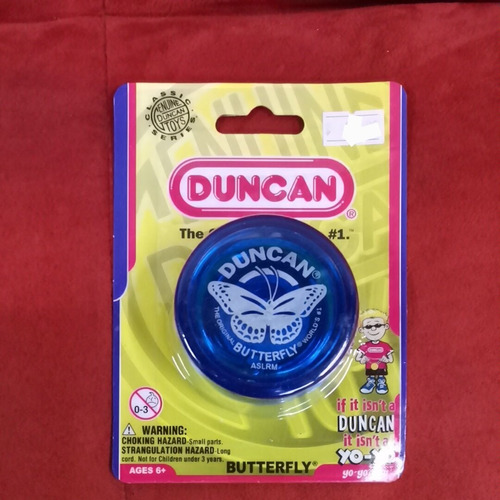 CLASSIC SERIES
GENUINE DUNCAN TOYS
DUNCAN®
The
#1.™
DUNCAN®
THE ORIGINAL BUTTERFLY® WORLD'S #1
ASLRM
0-3
if it isn't a
DUNCAN
it isn't a
WARNING:
CHOKING HAZARD-Small parts.
STRANGULATION HAZARD-Long
cord. Not for Children under 3 years.
AGES 6+
BUTTERFLY®